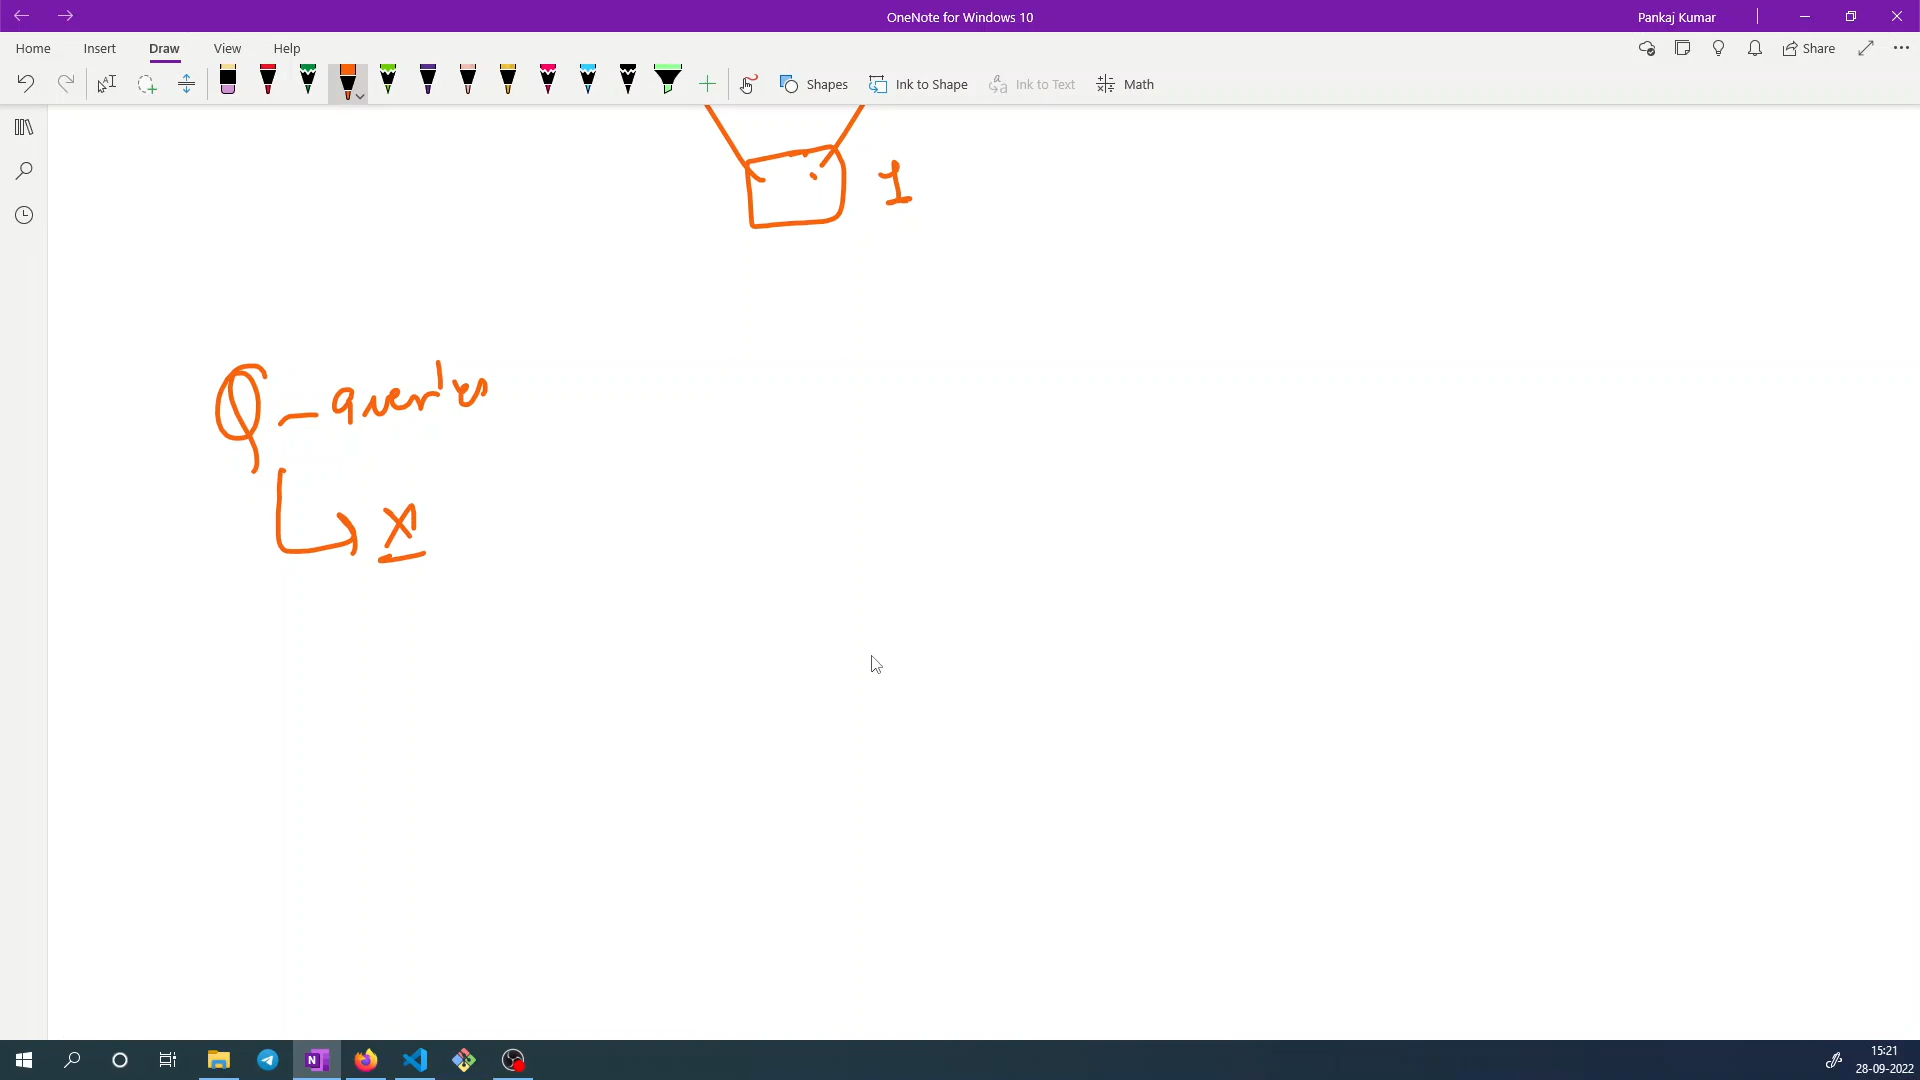 OneNote for Windows 10
Pankaj Kumar
Home Insert Draw View Help
Share
Shapes Ink to Shape Ink to Text Math
1
Q - queries
X
15:21
28-09-2022